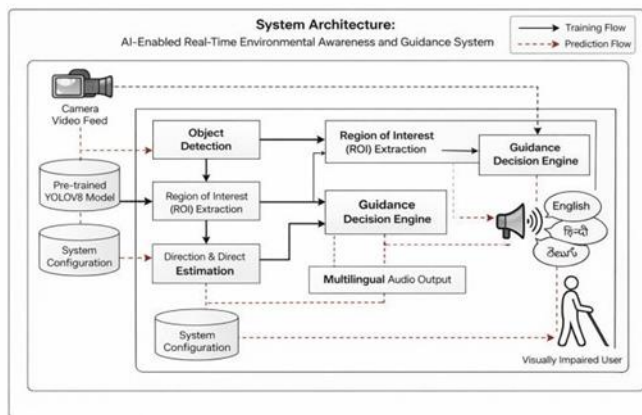 System Architecture:
AI-Enabled Real-Time Environmental Awareness and Guidance System
Training Flow
Prediction Flow
Camera
Video Feed
Object
Detection
Region of Interest
(ROI) Extraction
Guidance
Decision Engine
Pre-trained
YOLOV8 Model
Region of Interest
(ROI) Extraction
Guidance
Decision Engine
English
हिन्दी
తెలుగ్
System
Configuration
Direction & Direct
Estimation
Multilingual Audio Output
System
Configuration
Visually Impaired User